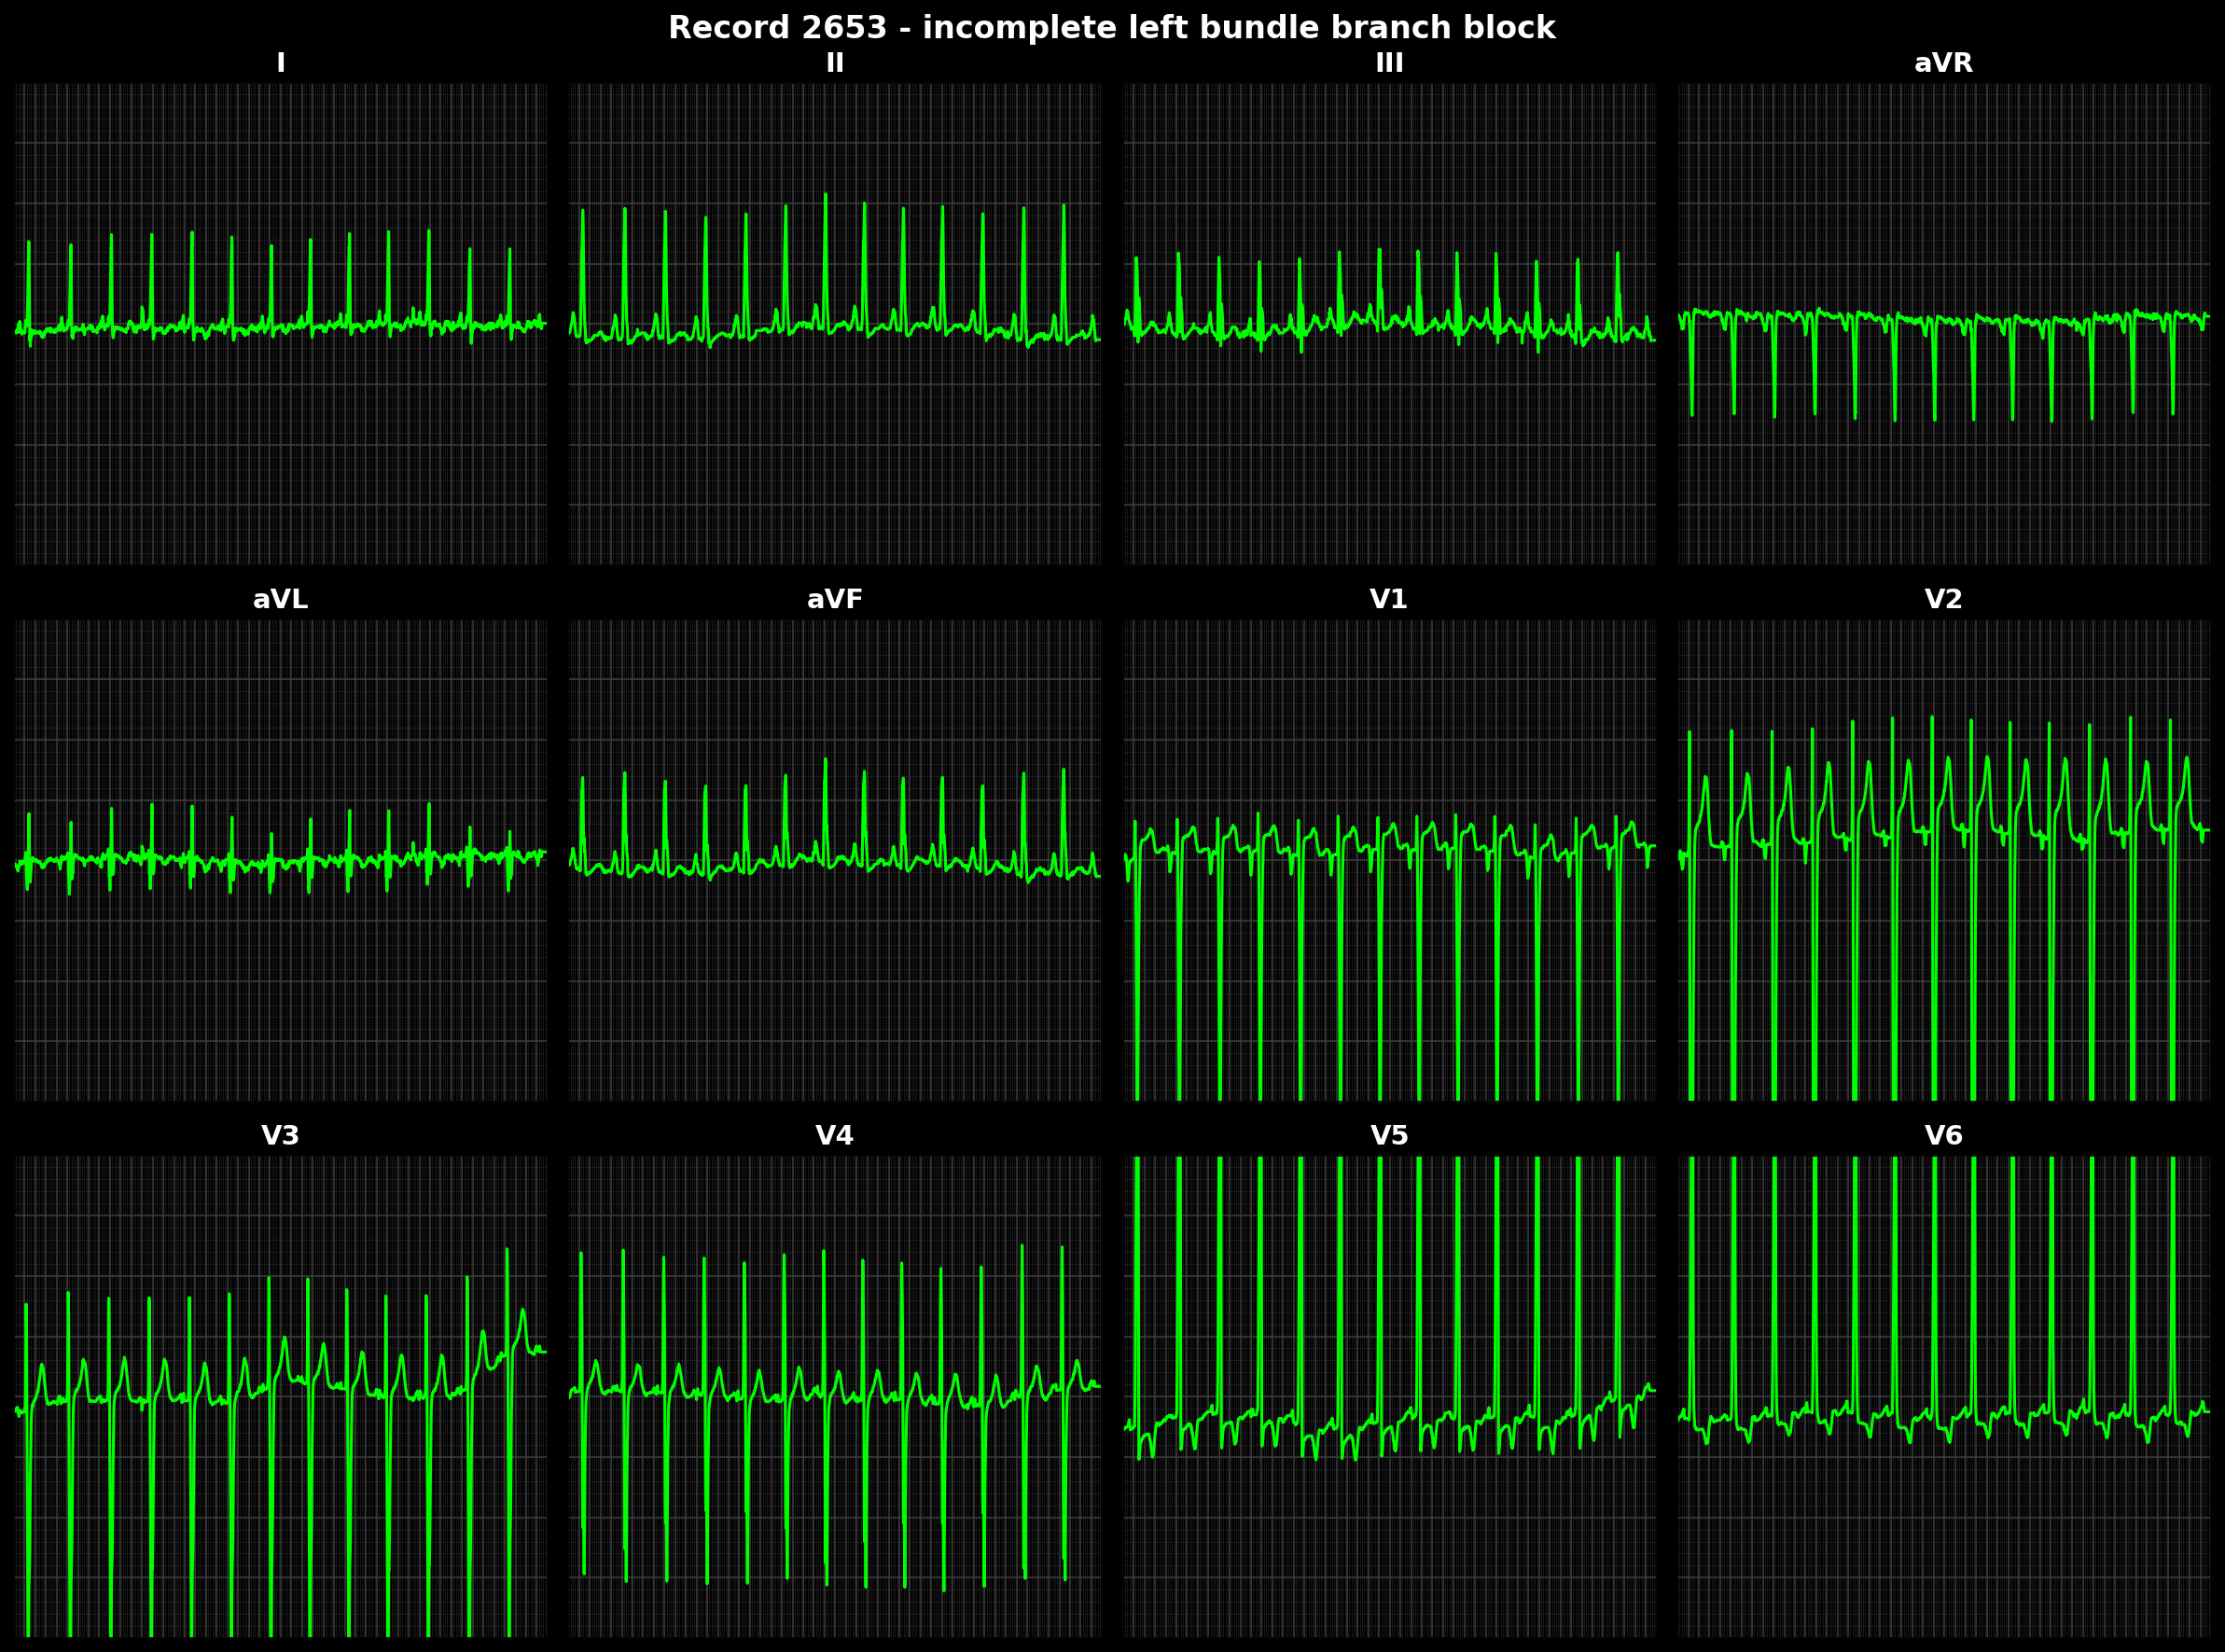 Record 2653 - incomplete left bundle branch block
I
II
III
aVR
aVL
aVF
V1
V2
V3
V4
V5
V6